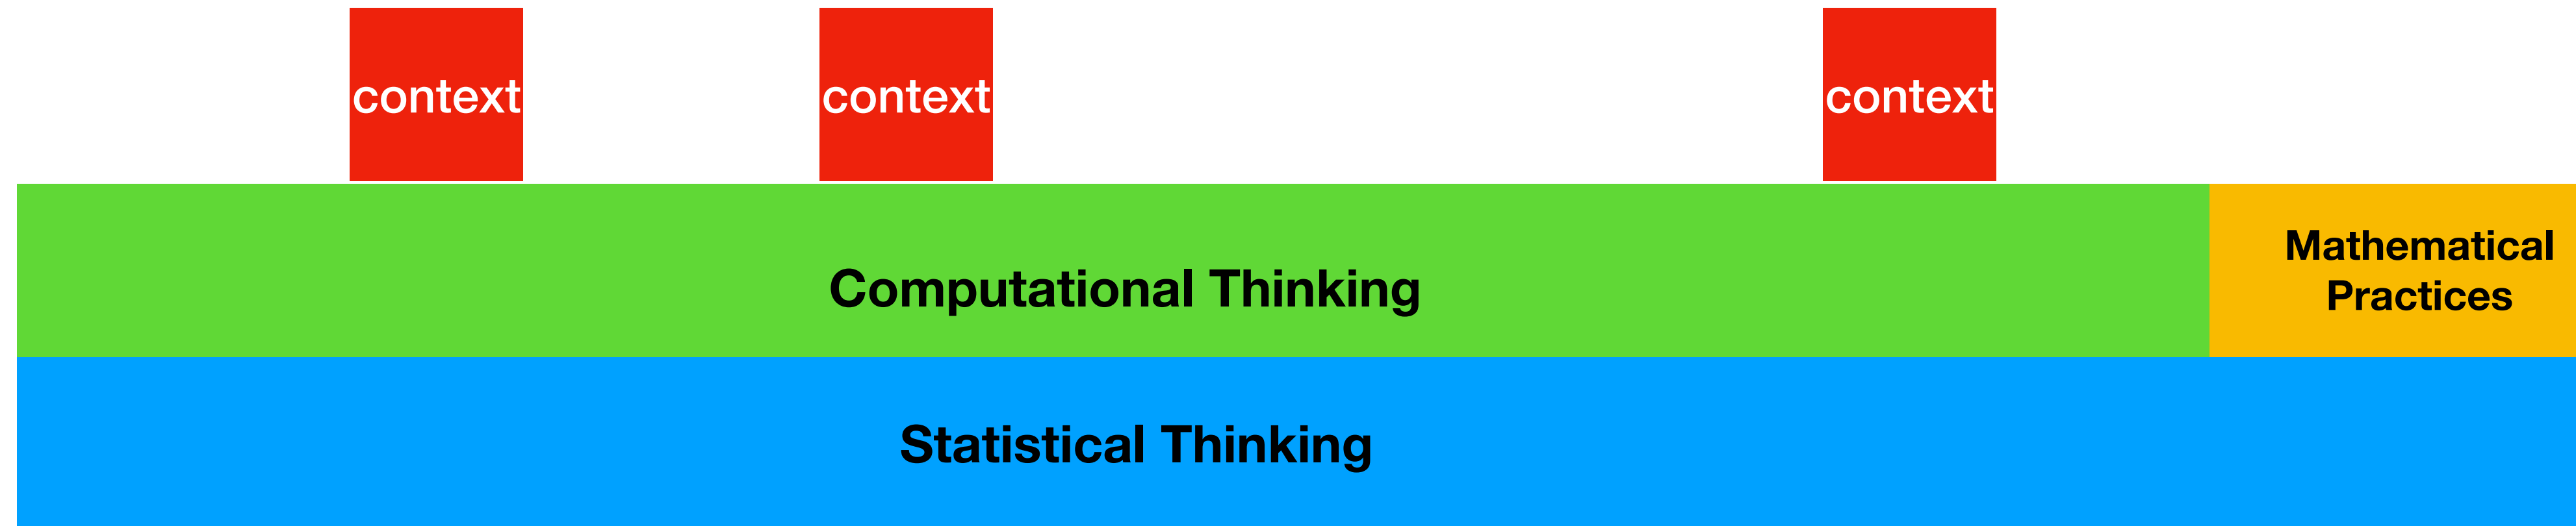 context
context
context
Computational Thinking
Mathematical
Practices
Statistical Thinking